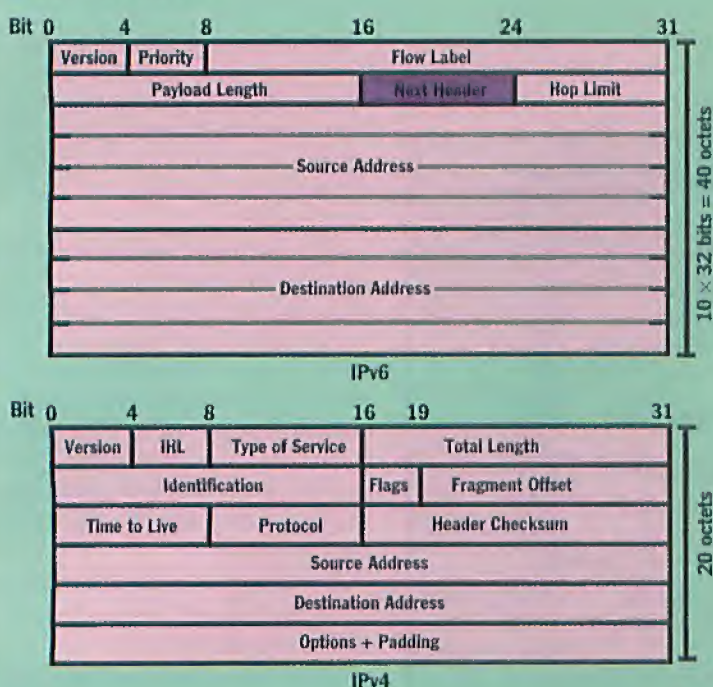 Bit 0 4 8 16 24 31
Version Priority Flow Label
Payload Length Next Header Hop Limit
Source Address
Destination Address
10 × 32 bits = 40 octets
IPv6
Bit 0 4 8 16 19 31
Version IHL Type of Service Total Length
Identification Flags Fragment Offset
Time to Live Protocol Header Checksum
Source Address
Destination Address
Options + Padding
20 octets
IPv4